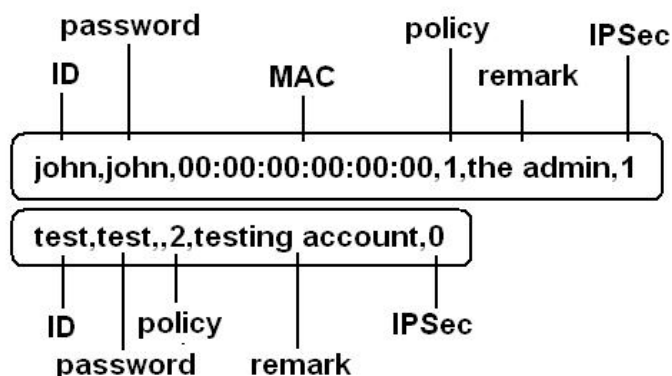 password policy IPSec
ID MAC remark
john,john,00:00:00:00:00:00,1,the admin,1
test,test,,2,testing account,0
ID policy IPSec
password remark